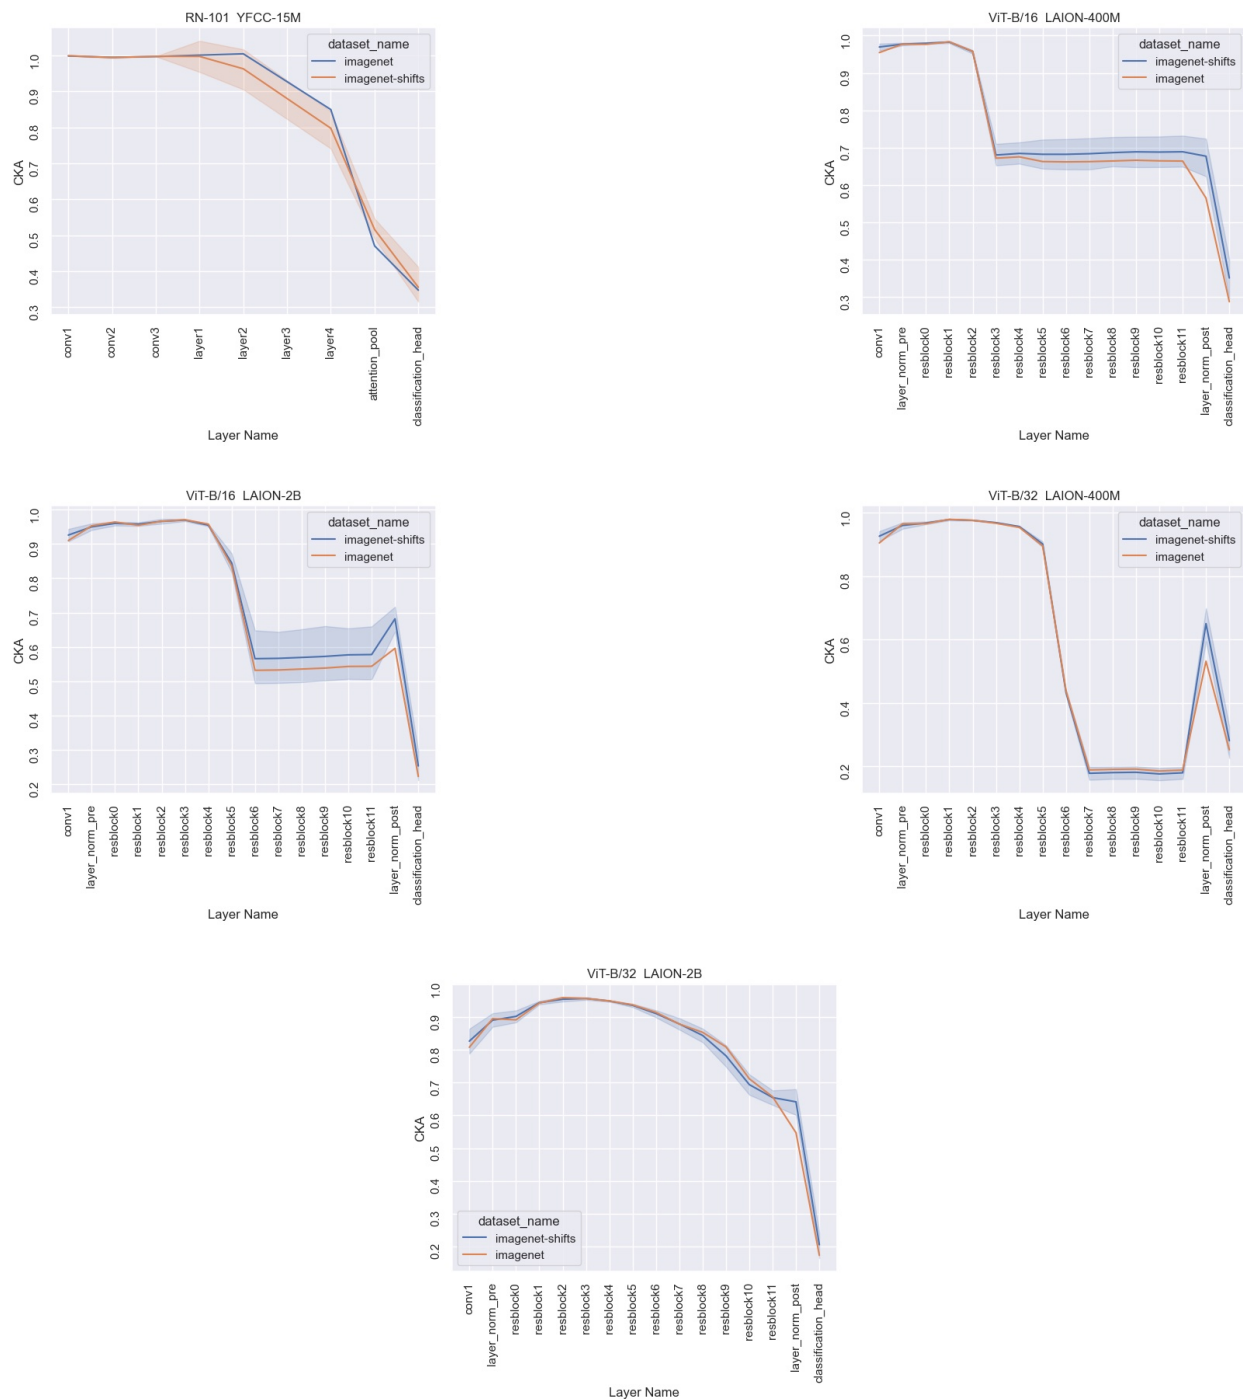 RN-101 YFCC-15M
dataset_name
imagenet
imagenet-shifts
CKA
1.0
0.9
0.8
0.7
0.6
0.5
0.4
0.3
conv1
conv2
conv3
layer1
layer2
layer3
layer4
attention_pool
classification_head
Layer Name
ViT-B/16 LAION-400M
dataset_name
imagenet-shifts
imagenet
CKA
1.0
0.9
0.8
0.7
0.6
0.5
0.4
0.3
conv1
layer_norm_pre
resblock0
resblock1
resblock2
resblock3
resblock4
resblock5
resblock6
resblock7
resblock8
resblock9
resblock10
resblock11
layer_norm_post
classification_head
Layer Name
ViT-B/16 LAION-2B
dataset_name
imagenet-shifts
imagenet
CKA
1.0
0.9
0.8
0.7
0.6
0.5
0.4
0.3
0.2
conv1
layer_norm_pre
resblock0
resblock1
resblock2
resblock3
resblock4
resblock5
resblock6
resblock7
resblock8
resblock9
resblock10
resblock11
layer_norm_post
classification_head
Layer Name
ViT-B/32 LAION-400M
dataset_name
imagenet-shifts
imagenet
CKA
1.0
0.8
0.6
0.4
0.2
conv1
layer_norm_pre
resblock0
resblock1
resblock2
resblock3
resblock4
resblock5
resblock6
resblock7
resblock8
resblock9
resblock10
resblock11
layer_norm_post
classification_head
Layer Name
ViT-B/32 LAION-2B
CKA
1.0
0.9
0.8
0.7
0.6
0.5
0.4
0.3
0.2
dataset_name
imagenet-shifts
imagenet
conv1
layer_norm_pre
resblock0
resblock1
resblock2
resblock3
resblock4
resblock5
resblock6
resblock7
resblock8
resblock9
resblock10
resblock11
layer_norm_post
classification_head
Layer Name